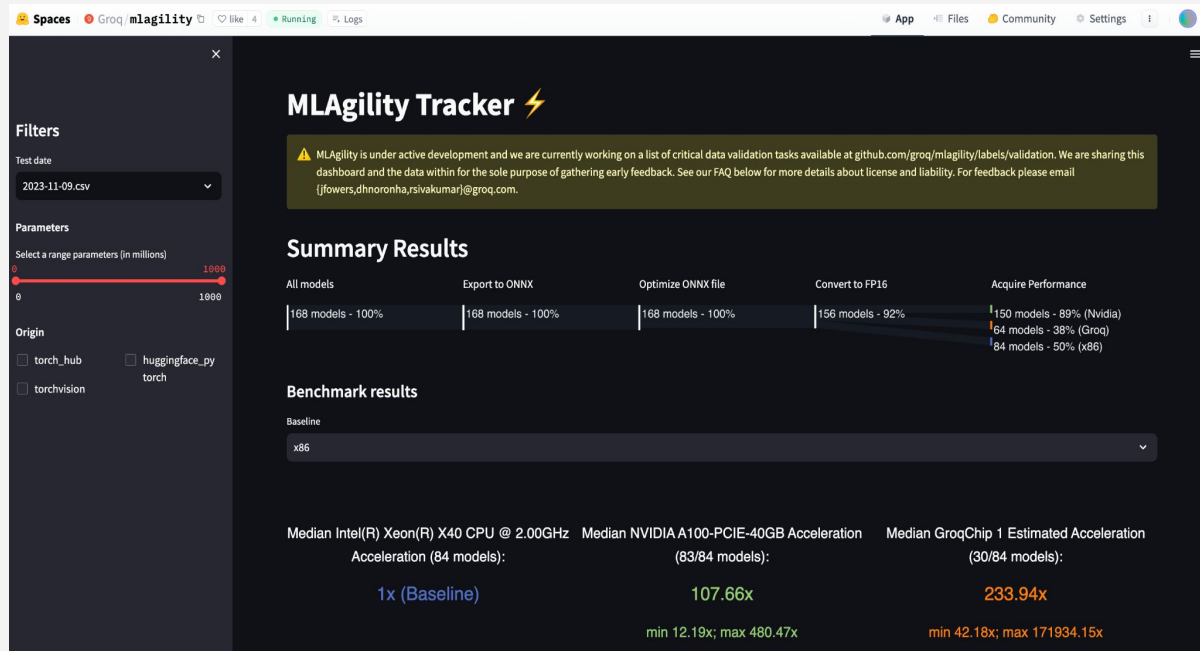 Spaces Groq/mlagility like 4 Running Logs App Files Community Settings
Filters
Test date
2023-11-09.csv
Parameters
Select a range parameters (in millions)
0 1000
0 1000
Origin
torch_hub
huggingface_py
torch
torchvision
MLAgility Tracker
MLAgility is under active development and we are currently working on a list of critical data validation tasks available at github.com/groq/mlagility/labels/validation. We are sharing this
dashboard and the data within for the sole purpose of gathering early feedback. See our FAQ below for more details about license and liability. For feedback please email
{jfowers,dhnoronha,rsivakumar}@groq.com.
Summary Results
All models Export to ONNX Optimize ONNX file Convert to FP16 Acquire Performance
168 models - 100% 168 models - 100% 168 models - 100% 156 models - 92% 150 models - 89% (Nvidia)
64 models - 38% (Groq)
84 models - 50% (x86)
Benchmark results
Baseline
x86
Median Intel(R) Xeon(R) X40 CPU @ 2.00GHz
Acceleration (84 models):
1x (Baseline)
Median NVIDIA A100-PCIE-40GB Acceleration
(83/84 models):
107.66x
min 12.19x; max 480.47x
Median GroqChip 1 Estimated Acceleration
(30/84 models):
233.94x
min 42.18x; max 171934.15x